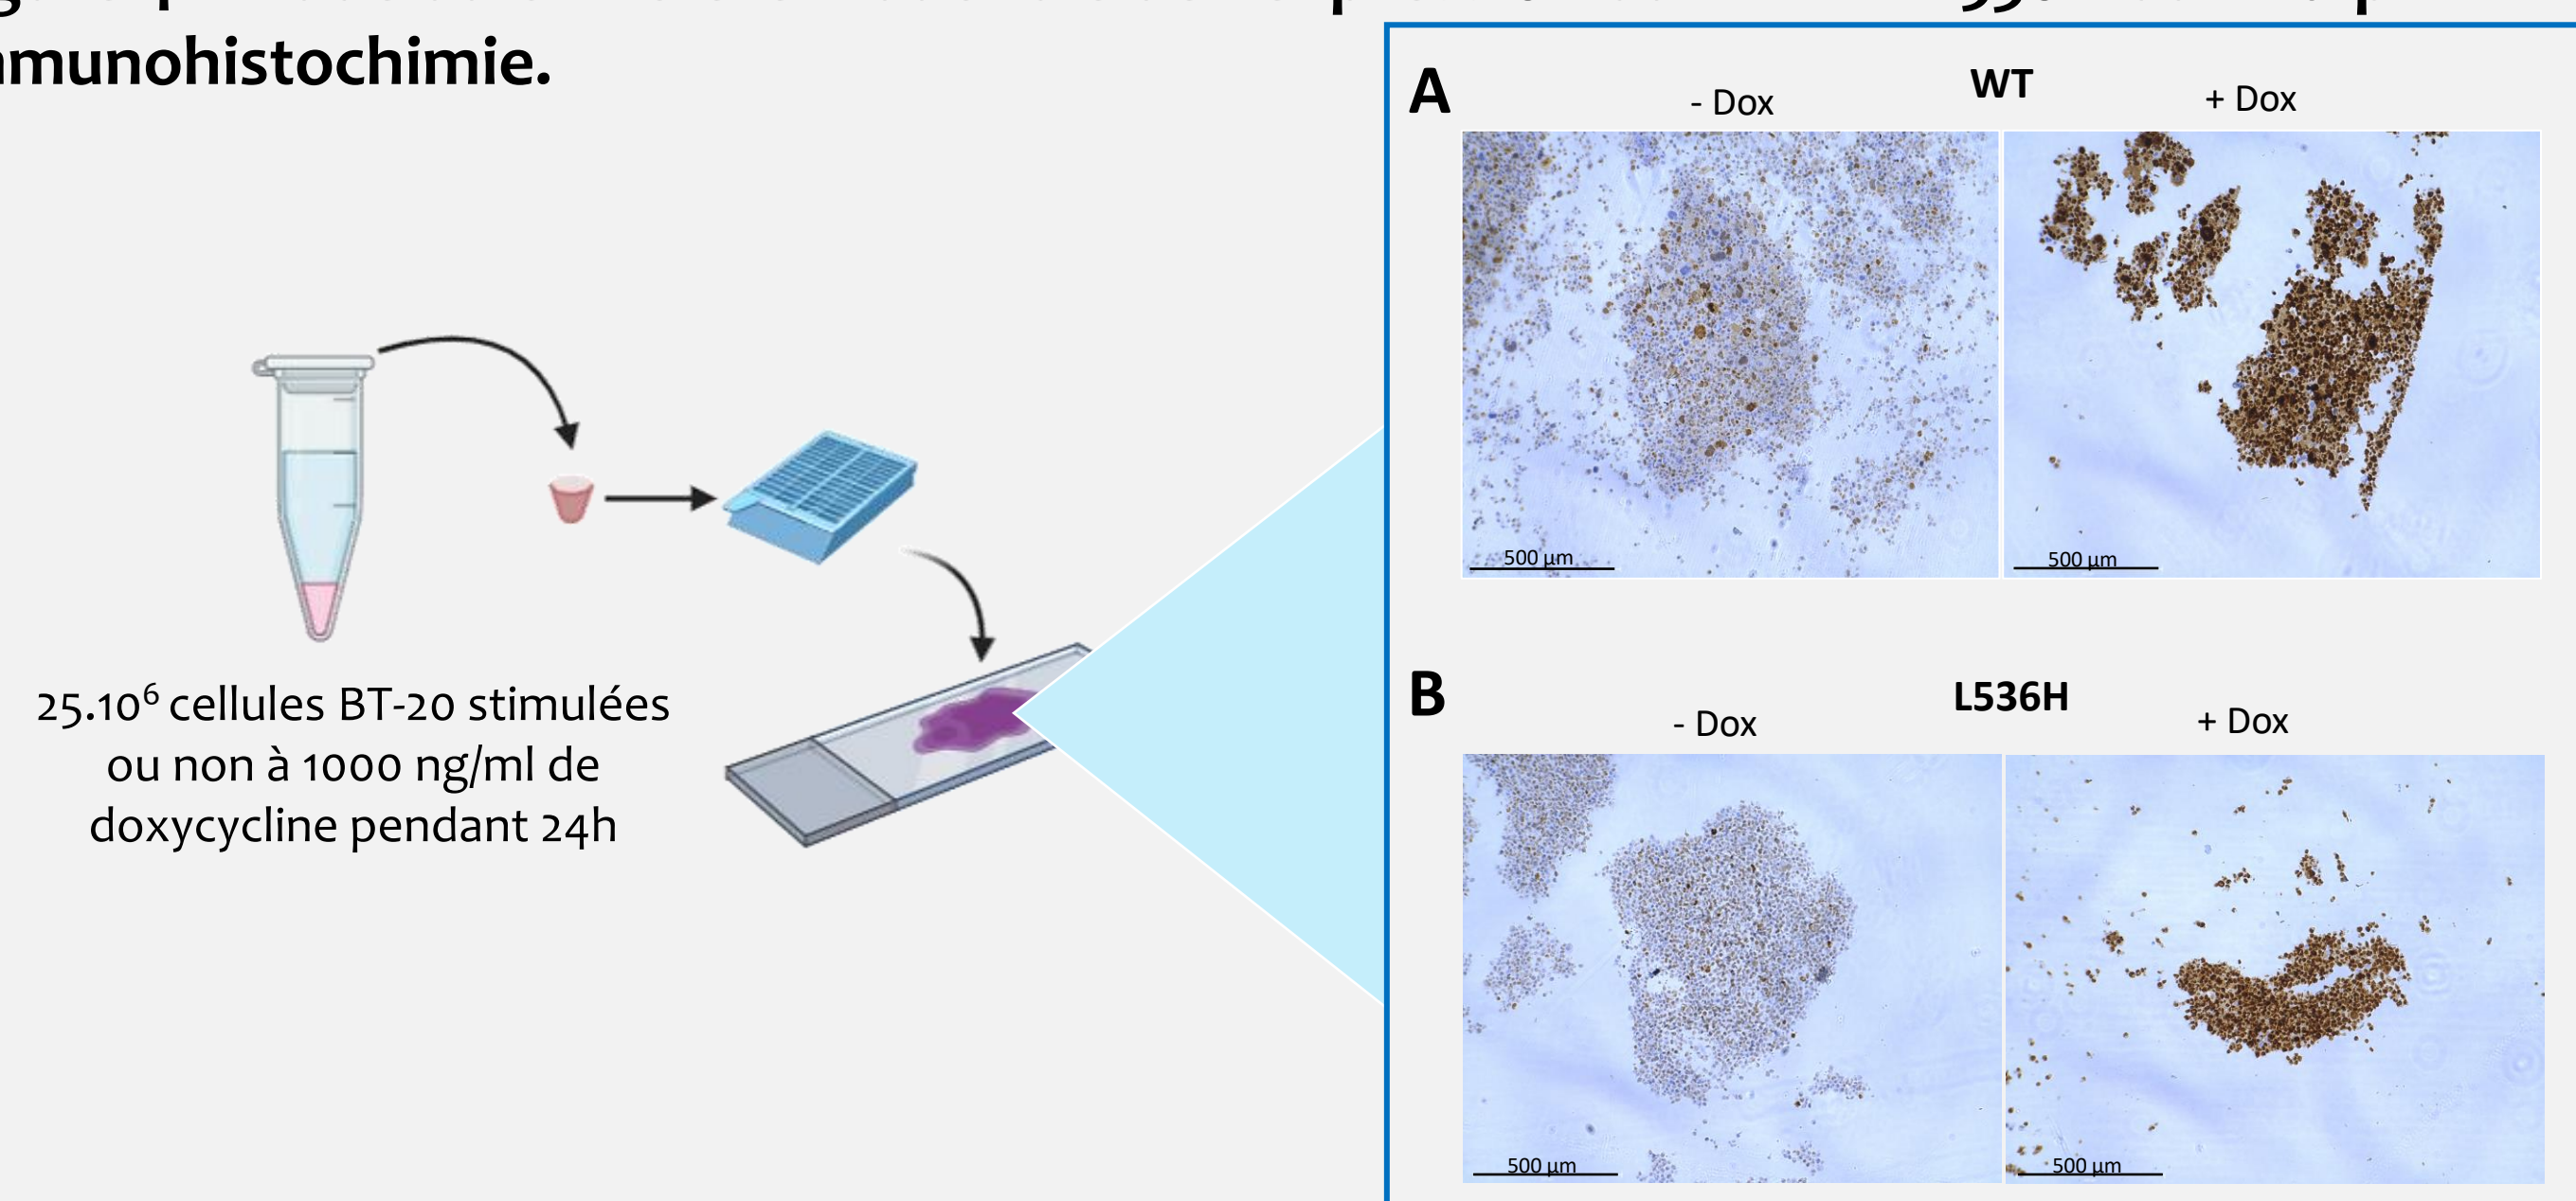 mmunohistochimie.
A
WT
- Dox
+ Dox
500 µm
500 µm
25.10⁶ cellules BT-20 stimulées
ou non à 1000 ng/ml de
doxycycline pendant 24h
B
L536H
- Dox
+ Dox
500 µm
500 µm